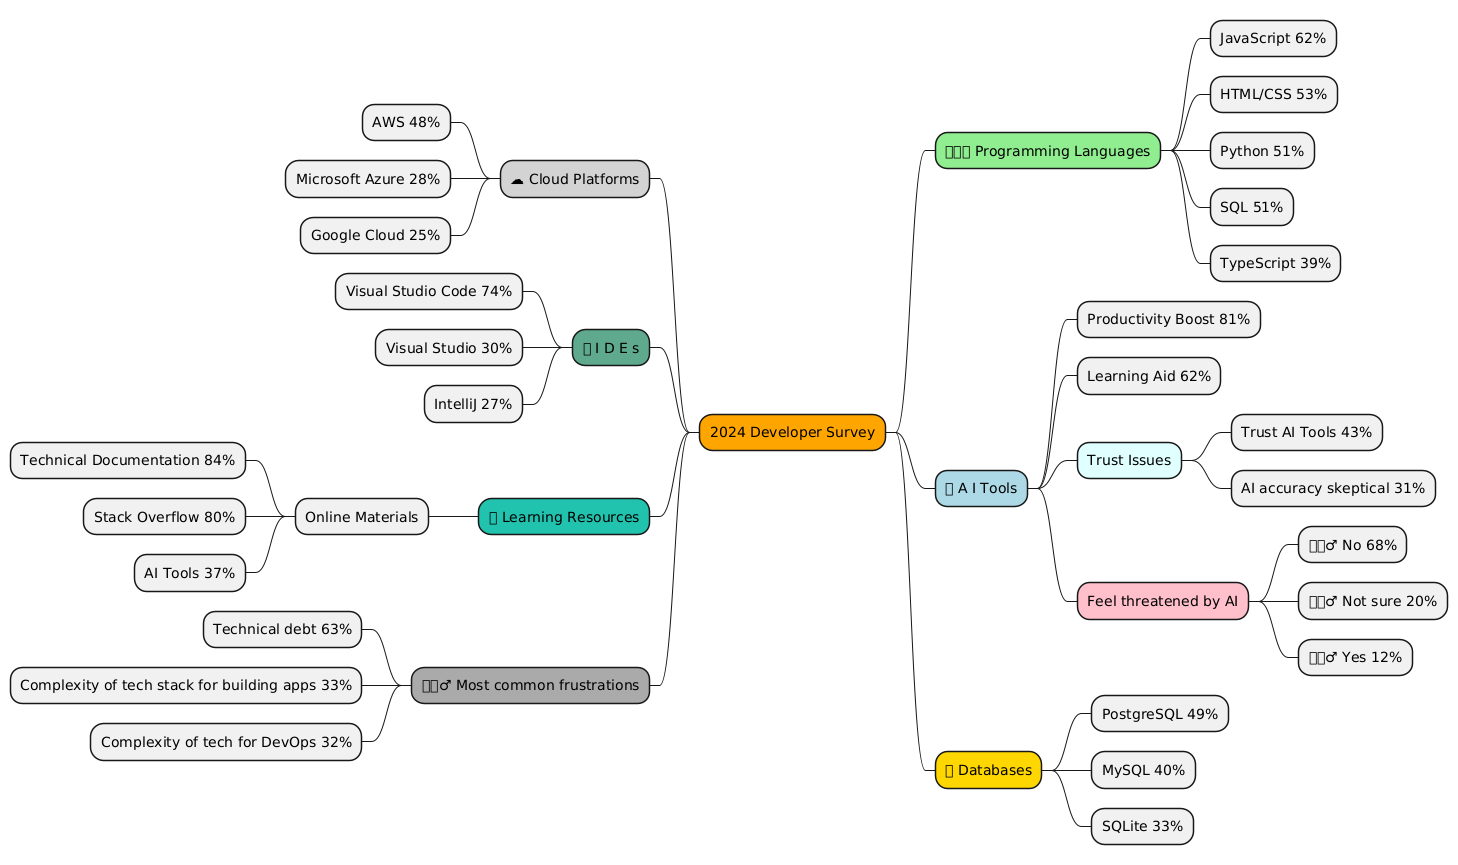 2024 Developer Survey
Programming Languages
JavaScript 62%
HTML/CSS 53%
Python 51%
SQL 51%
TypeScript 39%
A I Tools
Productivity Boost 81%
Learning Aid 62%
Trust Issues
Trust AI Tools 43%
AI accuracy skeptical 31%
Feel threatened by AI
♂ No 68%
♂ Not sure 20%
♂ Yes 12%
Databases
PostgreSQL 49%
MySQL 40%
SQLite 33%
☁ Cloud Platforms
AWS 48%
Microsoft Azure 28%
Google Cloud 25%
I D E s
Visual Studio Code 74%
Visual Studio 30%
IntelliJ 27%
Learning Resources
Online Materials
Technical Documentation 84%
Stack Overflow 80%
AI Tools 37%
♂ Most common frustrations
Technical debt 63%
Complexity of tech stack for building apps 33%
Complexity of tech for DevOps 32%